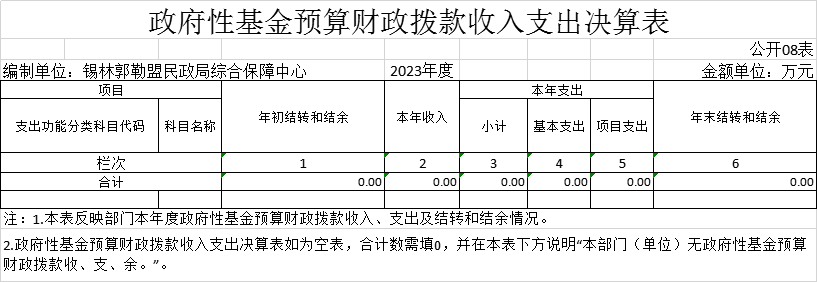 政府性基金预算财政拨款收入支出决算表
公开08表
编制单位：锡林郭勒盟民政局综合保障中心 2023年度 金额单位：万元
项目 年初结转和结余 本年收入 本年支出 年末结转和结余
支出功能分类科目代码 科目名称 小计 基本支出 项目支出
栏次 1 2 3 4 5 6
合计 0.00 0.00 0.00 0.00 0.00 0.00
注：1.本表反映部门本年度政府性基金预算财政拨款收入、支出及结转和结余情况。
2.政府性基金预算财政拨款收入支出决算表如为空表，合计数需填0，并在本表下方说明“本部门（单位）无政府性基金预算
财政拨款收、支、余。”。